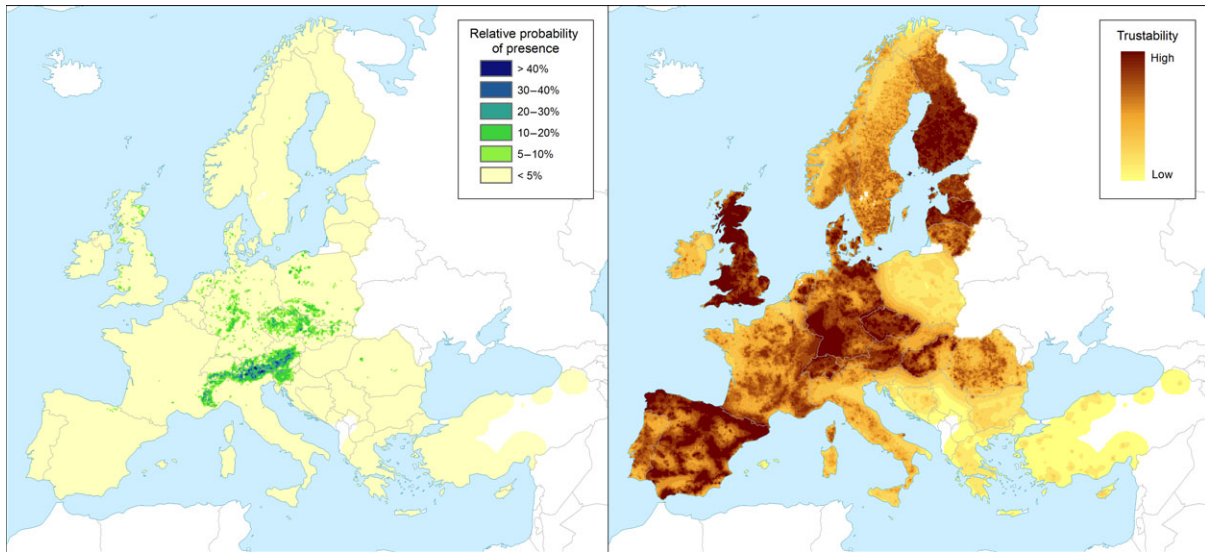 Relative probability
of presence
> 40%
30–40%
20–30%
10–20%
5–10%
< 5%
Trustability
High
Low